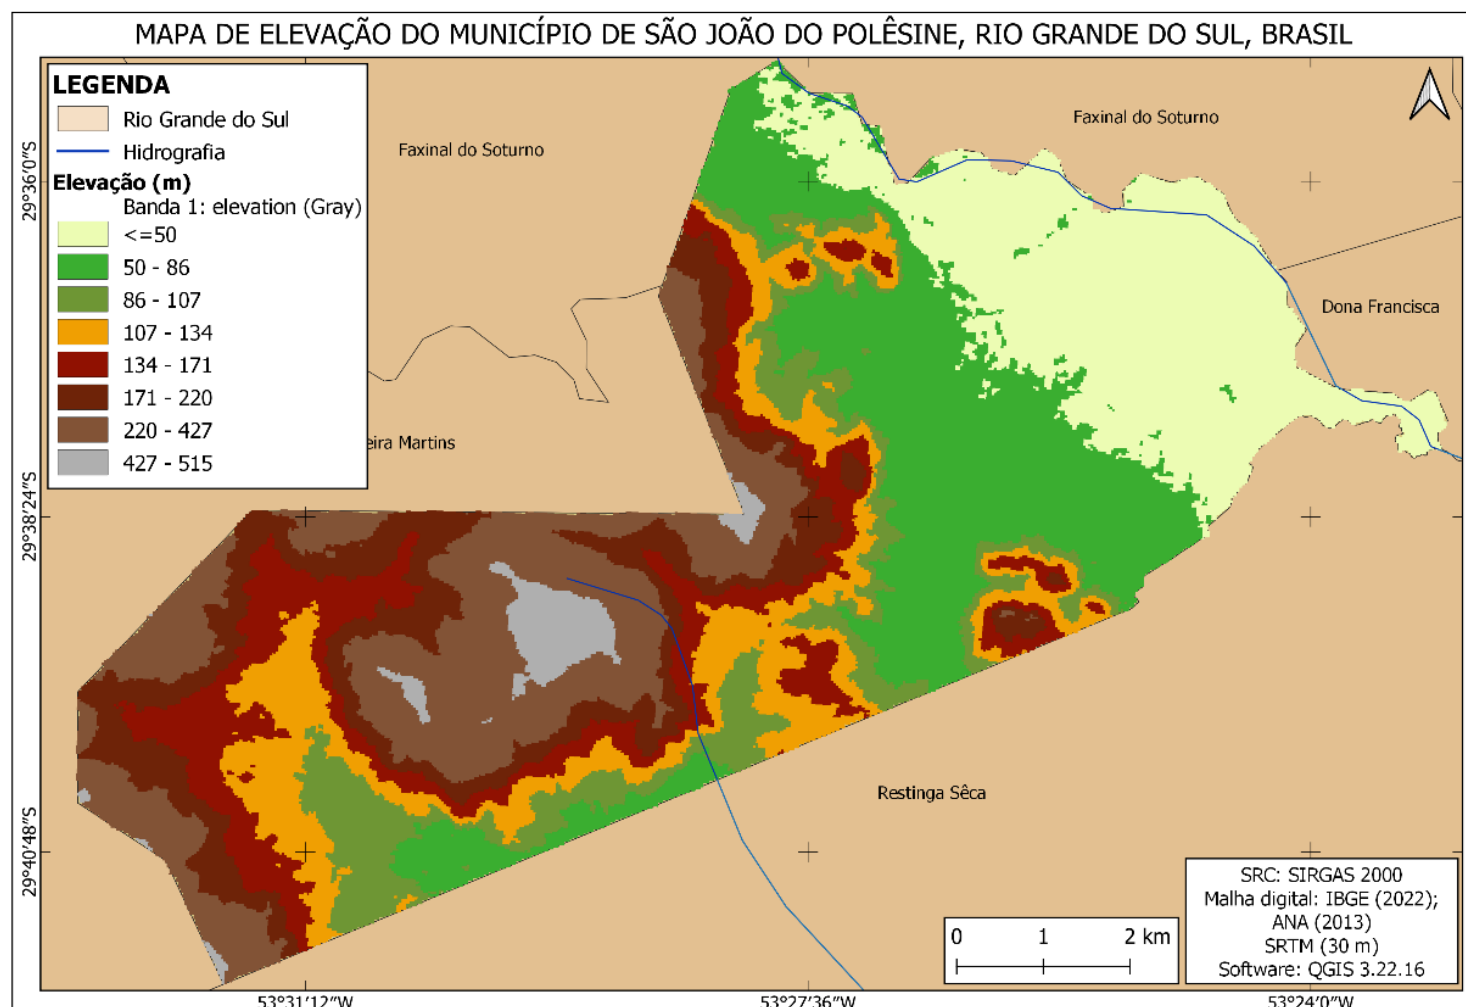 MAPA DE ELEVAÇÃO DO MUNICÍPIO DE SÃO JOÃO DO POLÊSINE, RIO GRANDE DO SUL, BRASIL
LEGENDA
Rio Grande do Sul
Hidrografia
Elevação (m)
Banda 1: elevation (Gray)
<=50
50 - 86
86 - 107
107 - 134
134 - 171
171 - 220
220 - 427
427 - 515
Faxinal do Soturno
Faxinal do Soturno
Dona Francisca
eira Martins
Restinga Sêca
29°36'0"S
29°38'24"S
29°40'48"S
0 1 2 km
SRC: SIRGAS 2000
Malha digital: IBGE (2022);
ANA (2013)
SRTM (30 m)
Software: QGIS 3.22.16
53°31'12"W
53°27'36"W
53°24'0"W